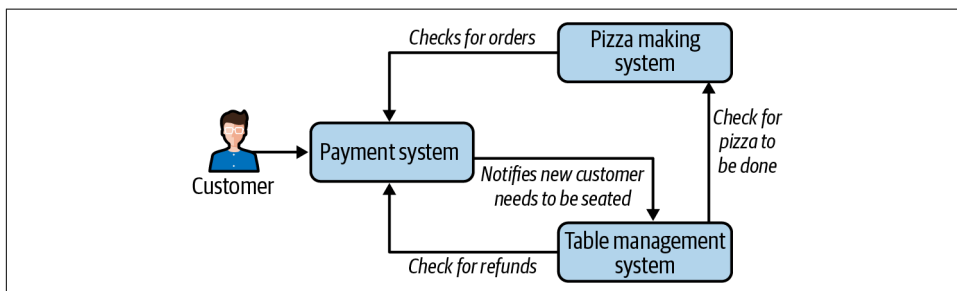 Checks for orders
Pizza making
system
Check for
pizza to
be done
Payment system
Customer
Notifies new customer
needs to be seated
Table management
system
Check for refunds